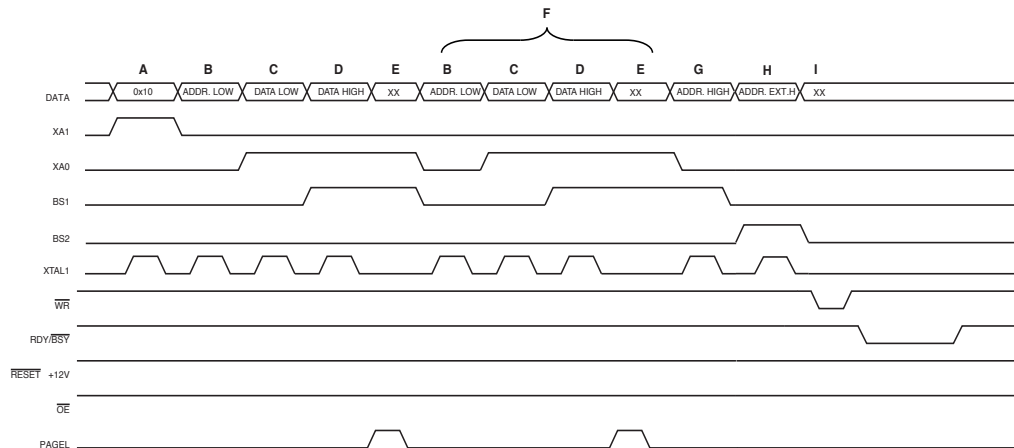 F
A B C D E B C D E G H I
DATA 0x10 ADDR. LOW DATA LOW DATA HIGH XX ADDR. LOW DATA LOW DATA HIGH XX ADDR. HIGH ADDR. EXT.H XX
XA1
XA0
BS1
BS2
XTAL1
WR
RDY/BSY
RESET +12V
OE
PAGEL